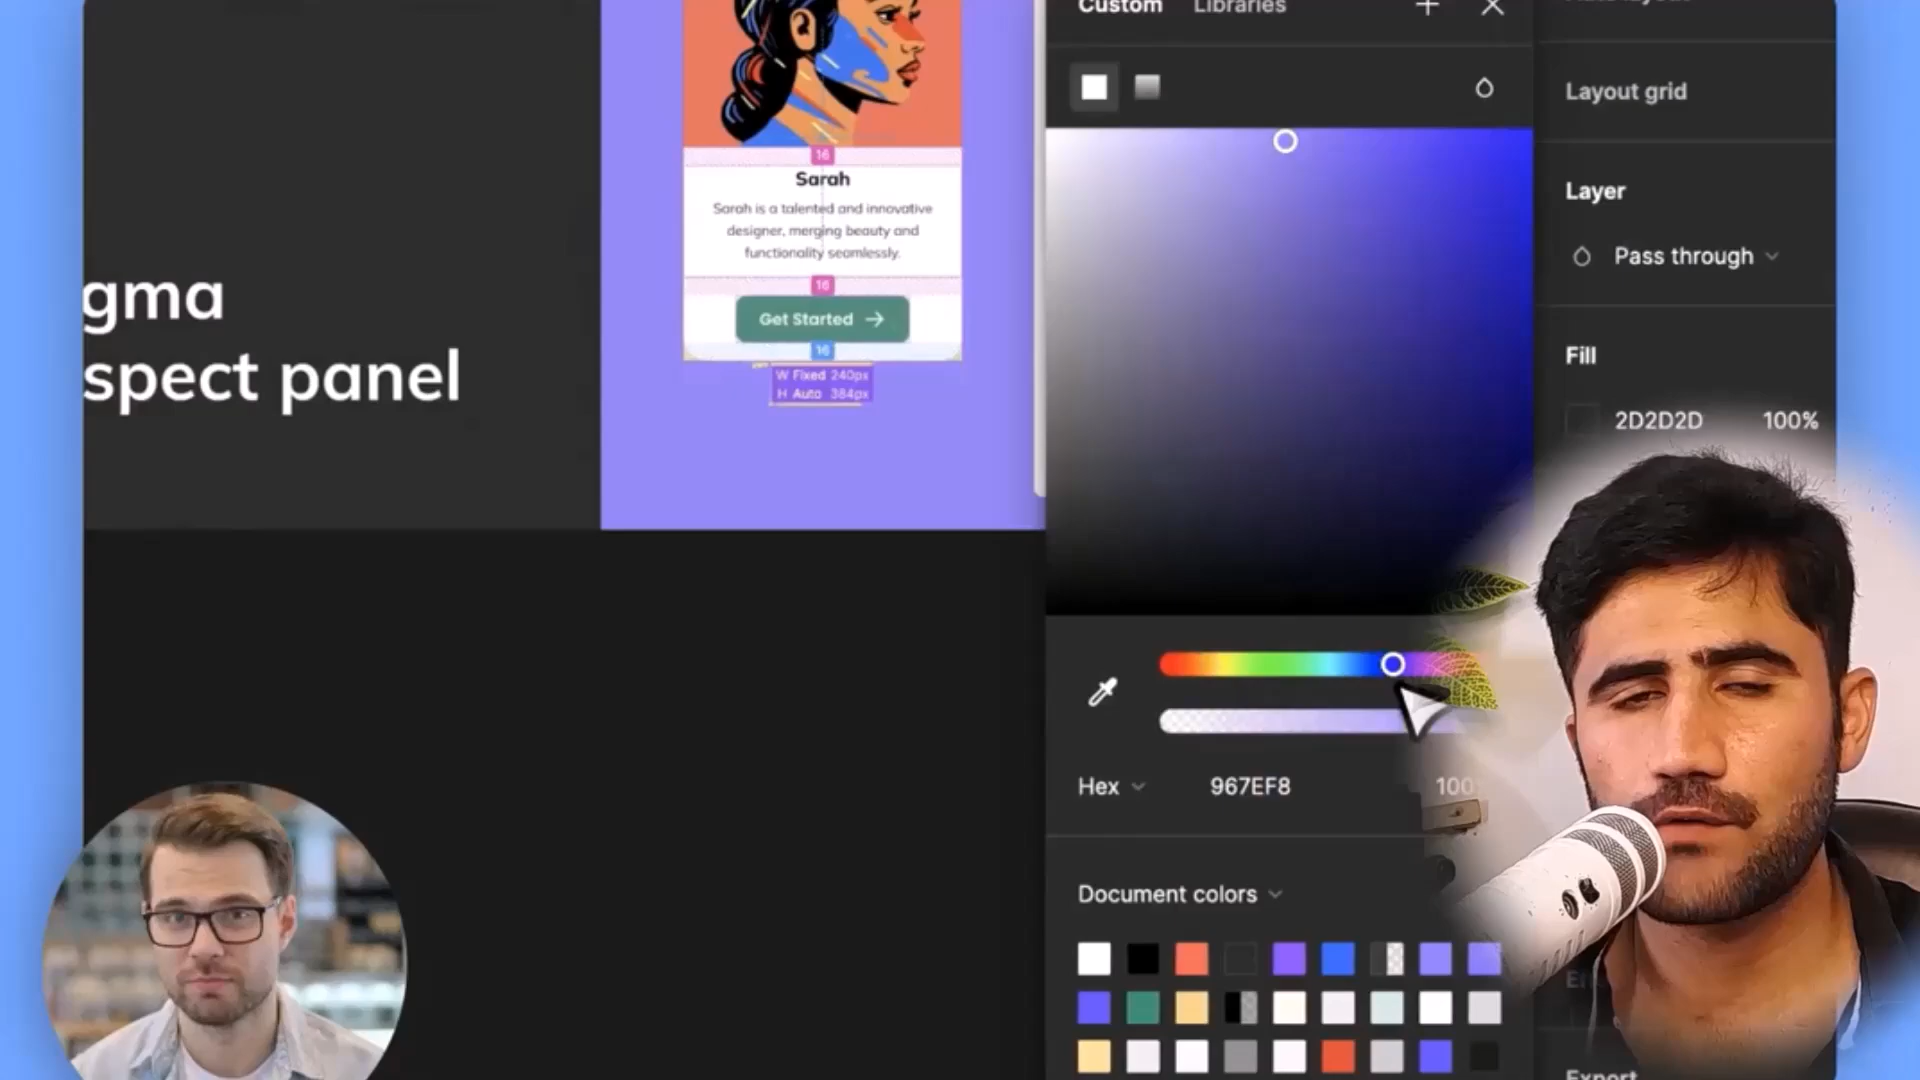 gma
spect panel
16
Sarah
Sarah is a talented and innovative
designer, merging beauty and
functionality seamlessly.
16
Get Started
16
W Fixed 240px
H Auto 384px
Custom Libraries
Hex 967EF8 100
Document colors
Layout grid
Layer
Pass through
Fill
2D2D2D 100%
Export